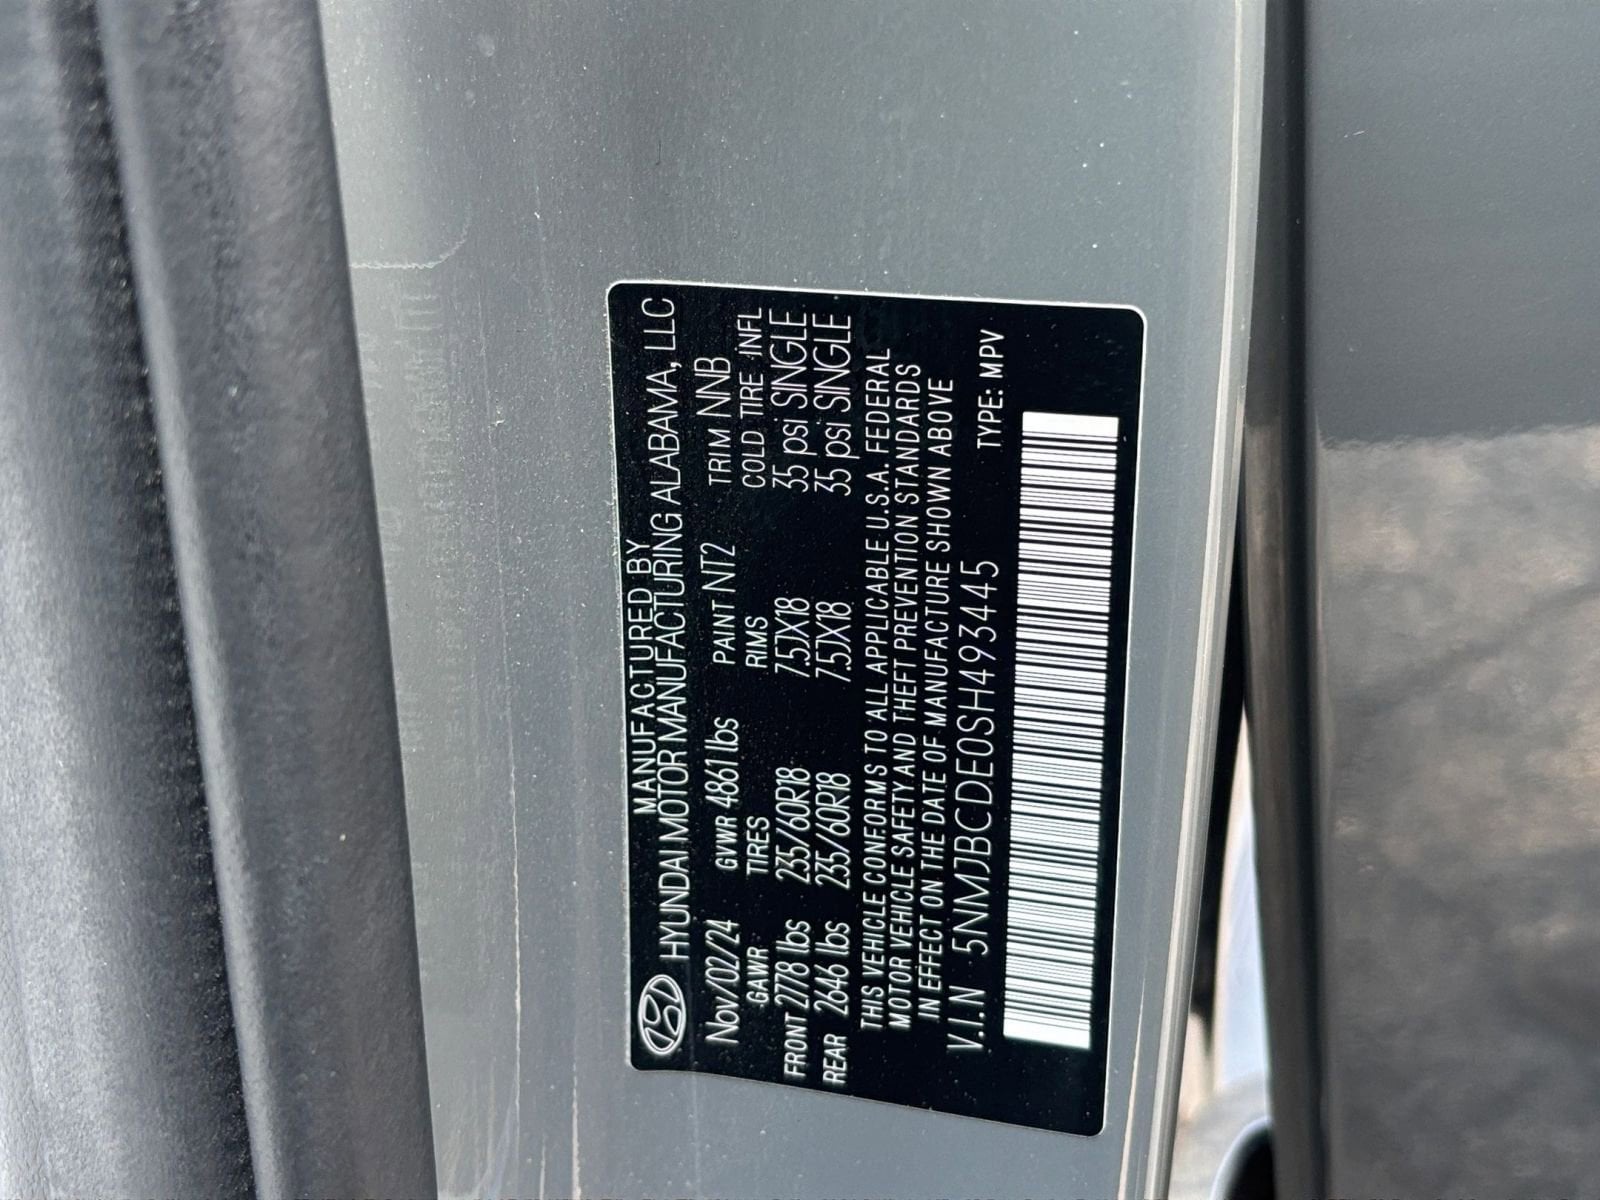 MANUFACTURED BY
HYUNDAI MOTOR MANUFACTURING ALABAMA, LLC
Nov/02/24 GVWR 4861 lbs PAINT NT2 TRIM NNB
GAWR TIRES RIMS COLD TIRE INFL
FRONT 2778 lbs 235/60R18 7.5JX18 35 psi SINGLE
REAR 2646 lbs 235/60R18 7.5JX18 35 psi SINGLE
THIS VEHICLE CONFORMS TO ALL APPLICABLE U.S.A. FEDERAL
MOTOR VEHICLE SAFETY AND THEFT PREVENTION STANDARDS
IN EFFECT ON THE DATE OF MANUFACTURE SHOWN ABOVE
V.I.N 5NMJBCDE0SH493445 TYPE: MPV